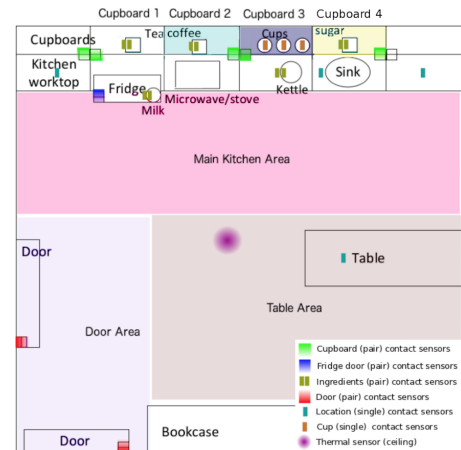 Cupboard 1 Cupboard 2 Cupboard 3 Cupboard 4
Cupboards Tea coffee Cups sugar
Kitchen
worktop
Fridge
Microwave/stove
Kettle
Sink
Milk
Main Kitchen Area
Door
Table
Table Area
Door Area
Door
Bookcase
Cupboard (pair) contact sensors
Fridge door (pair) contact sensors
Ingredients (pair) contact sensors
Door (pair) contact sensors
Location (single) contact sensors
Cup (single) contact sensors
Thermal sensor (ceiling)